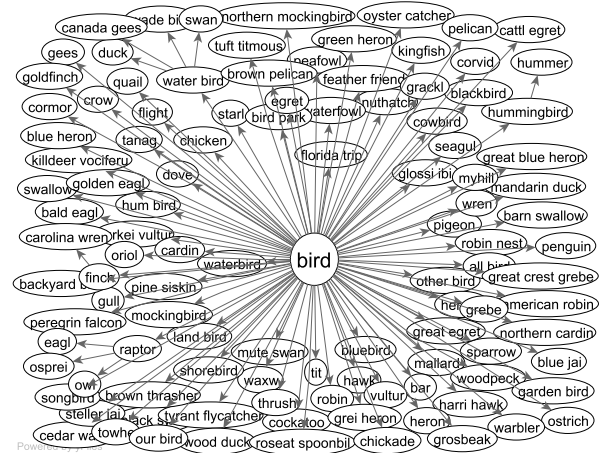 canada gees
wade bi
swan
northern mockingbird
oyster catcher
pelican
cattl egret
gees
duck
tuft titmous
green heron
kingfish
corvid
hummer
peafowl
goldfinch
quail
water bird
brown pelican
feather friend
grackl
blackbird
cormor
crow
flight
starl
egret
bird park
waterfowl
nuthatch
cowbird
hummingbird
blue heron
tanag
chicken
seagul
killdeer vociferu
florida trip
great blue heron
swallow
golden eagl
dove
glossi ibi
myhill
mandarin duck
bald eagl
hum bird
wren
barn swallow
pigeon
carolina wren
rkei vultur
oriol
cardin
waterbird
bird
robin nest
penguin
all bird
backyard b
finch
pine siskin
other bird
great crest grebe
gull
her
grebe
american robin
peregrin falcon
mockingbird
land bird
great egret
northern cardin
eagl
raptor
mute swan
bluebird
sparrow
blue jai
osprei
shorebird
tit
mallard
owl
waxw
hawk
woodpeck
songbird
brown thrasher
thrush
robin
vultur
bar
garden bird
harri hawk
steller jai
tyrant flycatcher
cockatoo
grei heron
heron
ostrich
warbler
cedar wa
towhe
our bird
wood duck
roseat spoonbil
chickade
grosbeak